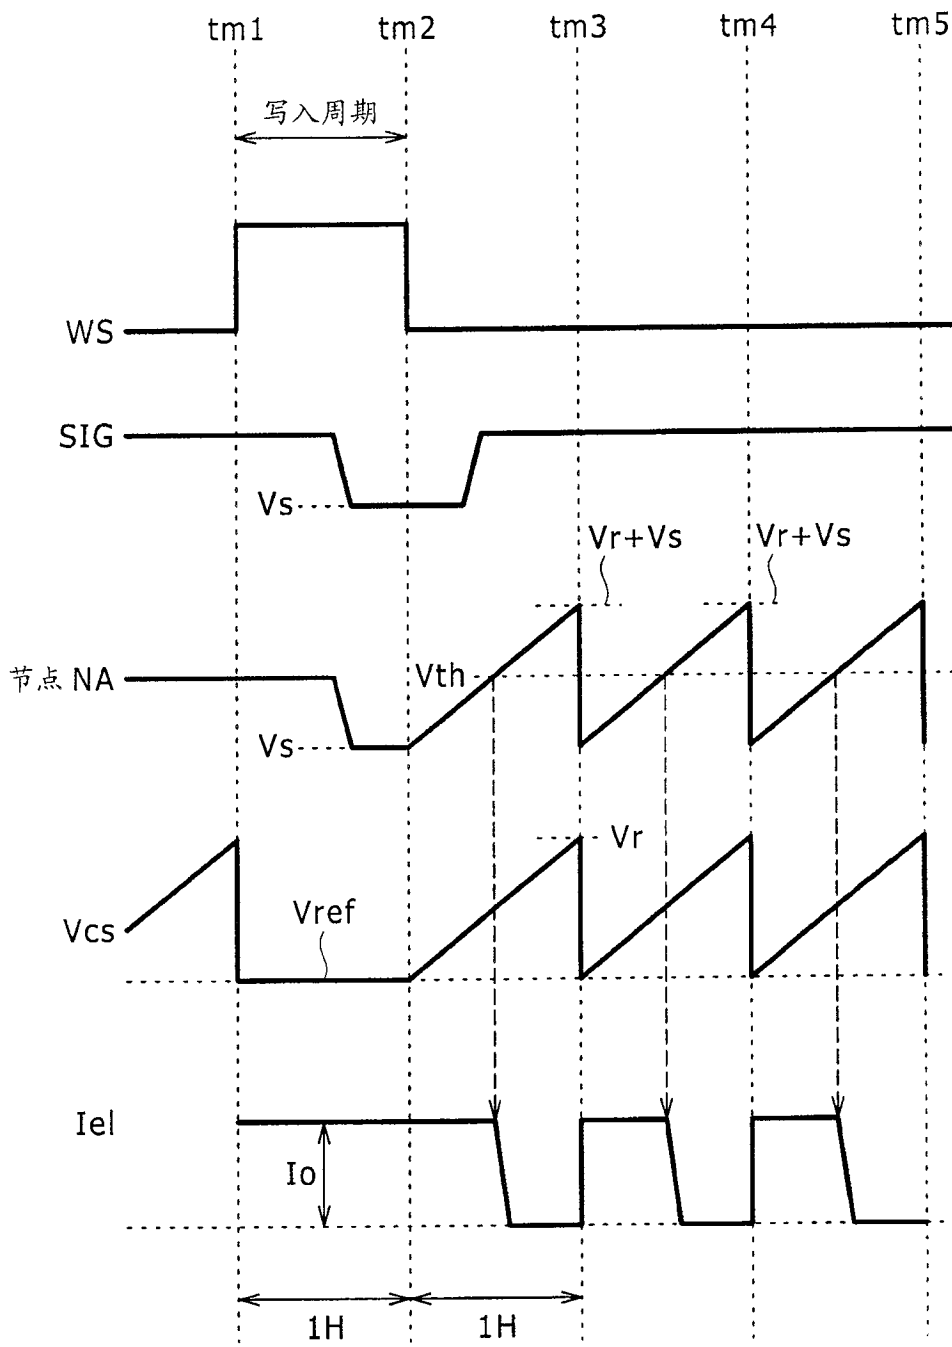 tm1 tm2 tm3 tm4 tm5
写入周期
WS
SIG
Vs
Vr+Vs Vr+Vs
节点 NA
Vth
Vs
Vr
Vcs
Vref
Iel
Io
1H 1H